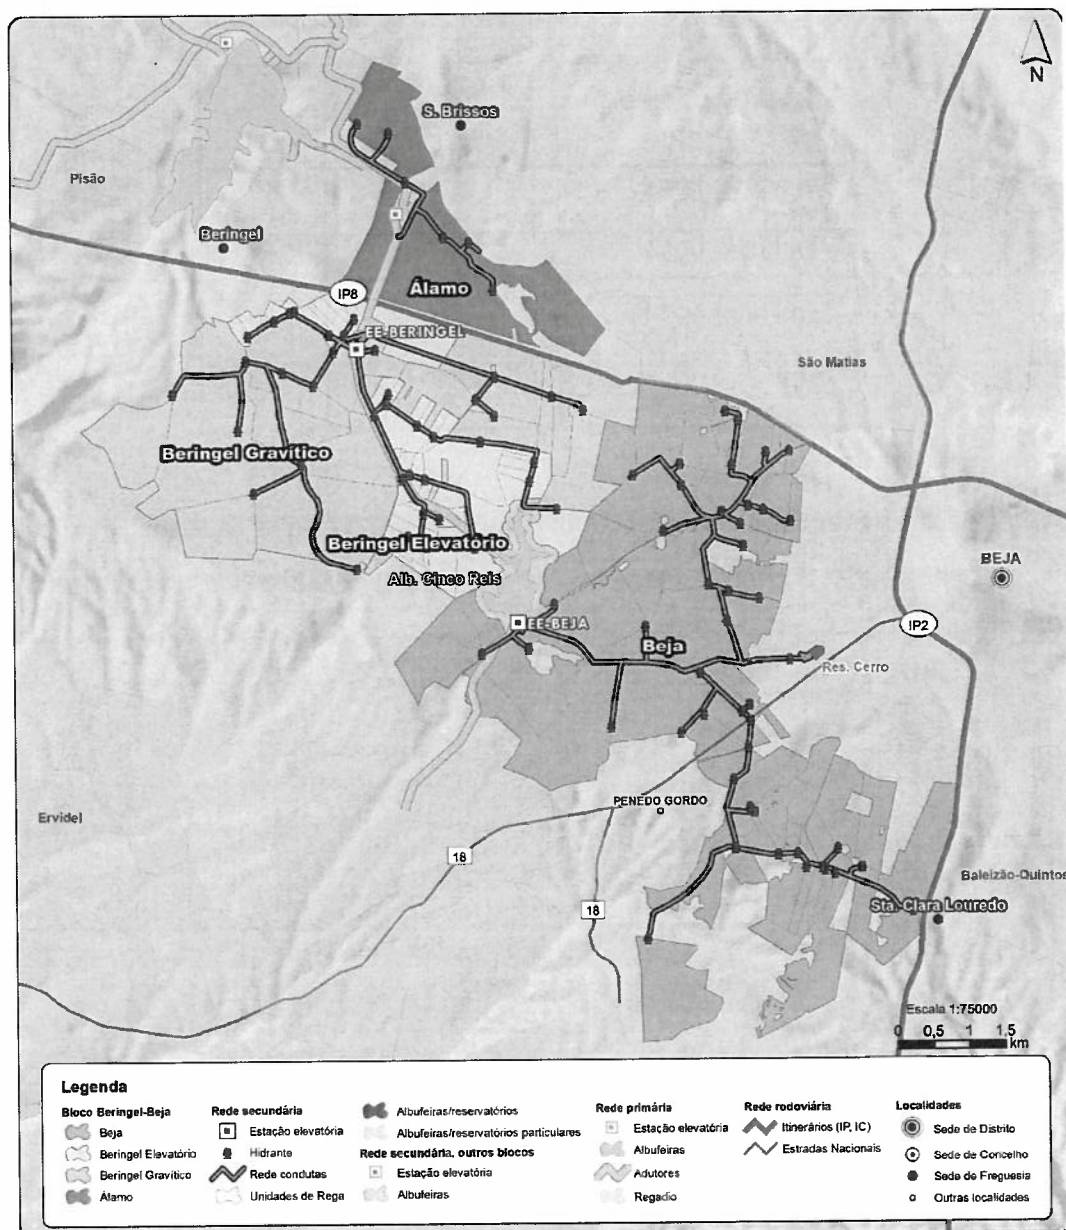 N
S. Brissos
Pisão
Beringel
Álamo
IP8
EE-BERINGEL
São Matias
Beringel Gravítico
Beringel Elevatório
Alb. Cinco Reis
BEJA
EE-BEJA
IP2
Beja
Res. Cerro
PENEDO GORDO
Ervidel
18
Baleizão-Quintos
18
Sta. Clara Louredo
Escala 1:75000
0 0,5 1 1,5
km
Legenda
Bloco Beringel-Beja
Beja
Beringel Elevatório
Beringel Gravítico
Álamo
Rede secundária
Estação elevatória
Hidrante
Rede condutas
Unidades de Rega
Albufeiras/reservatórios
Albufeiras/reservatórios particulares
Rede secundária, outros blocos
Estação elevatória
Albufeiras
Rede primária
Estação elevatória
Albufeiras
Adutores
Regadio
Rede rodoviária
Itinerários (IP, IC)
Estradas Nacionais
Localidades
Sede de Distrito
Sede de Concelho
Sede de Freguesia
Outras localidades